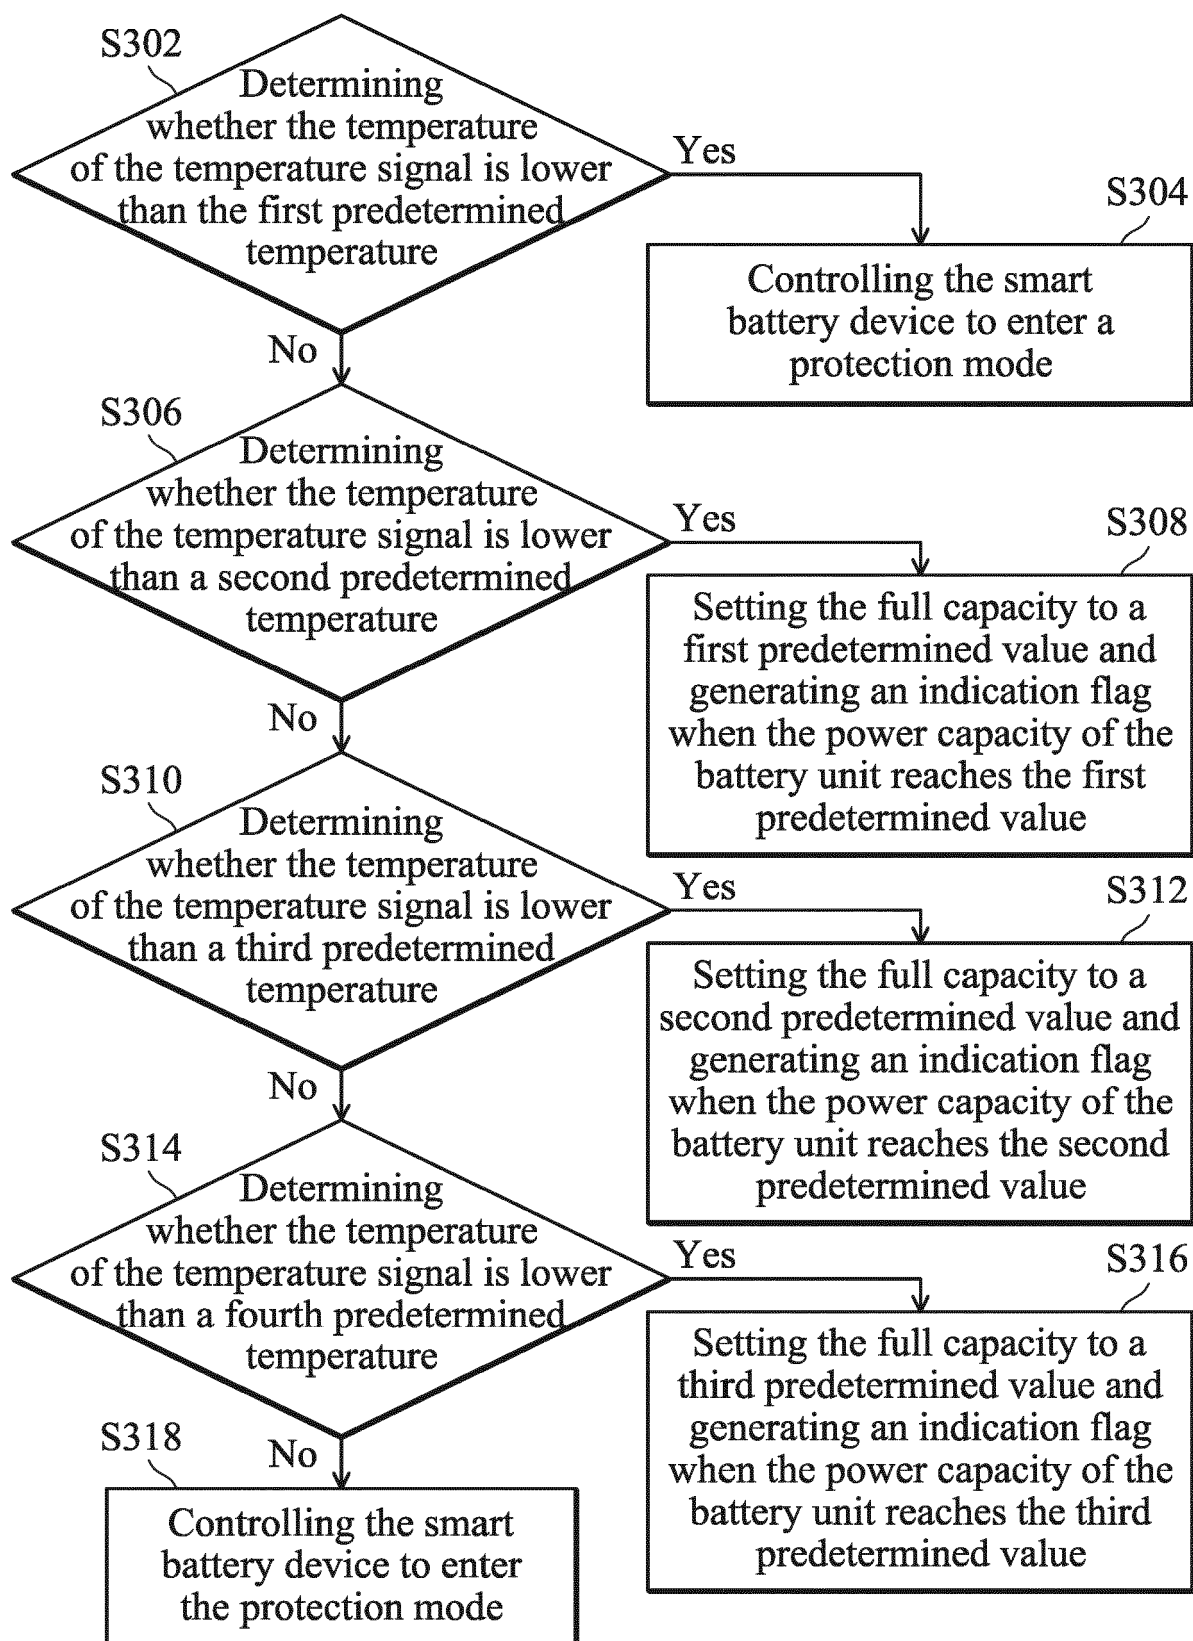 S302
Determining
whether the temperature
of the temperature signal is lower
than the first predetermined
temperature
Yes
S304
Controlling the smart
battery device to enter a
protection mode
No
S306
Determining
whether the temperature
of the temperature signal is lower
than a second predetermined
temperature
Yes
S308
Setting the full capacity to a
first predetermined value and
generating an indication flag
when the power capacity of the
battery unit reaches the first
predetermined value
No
S310
Determining
whether the temperature
of the temperature signal is lower
than a third predetermined
temperature
Yes
S312
Setting the full capacity to a
second predetermined value and
generating an indication flag
when the power capacity of the
battery unit reaches the second
predetermined value
No
S314
Determining
whether the temperature
of the temperature signal is lower
than a fourth predetermined
temperature
Yes
S316
Setting the full capacity to a
third predetermined value and
generating an indication flag
when the power capacity of the
battery unit reaches the third
predetermined value
No
S318
Controlling the smart
battery device to enter
the protection mode